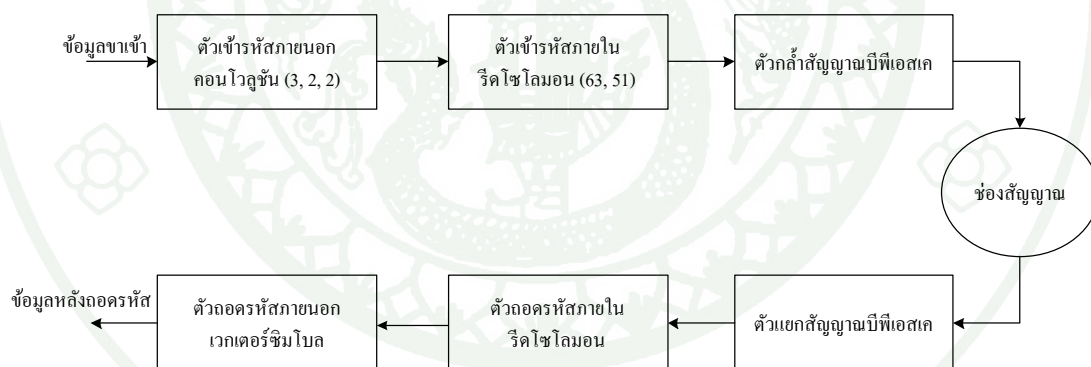 ข้อมูลขาเข้า
ตัวเข้ารหัสภายนอก
คอนโวลูชัน (3, 2, 2)
ตัวเข้ารหัสภายใน
รีดโซโลมอน (63, 51)
ตัวกล้ำสัญญาณบีพีเอสเค
ช่องสัญญาณ
ข้อมูลหลังถอดรหัส
ตัวถอดรหัสภายนอก
เวกเตอร์ซิมโบล
ตัวถอดรหัสภายใน
รีดโซโลมอน
ตัวแยกสัญญาณบีพีเอสเค